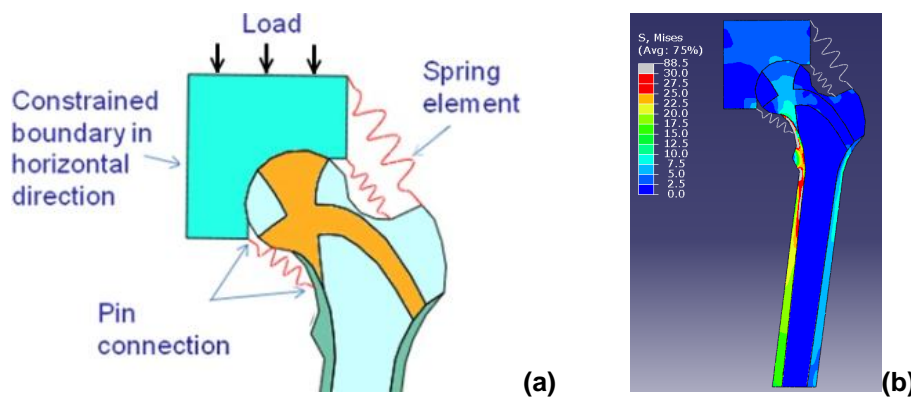 Load
Spring
element
Constrained
boundary in
horizontal
direction
Pin
connection
(a)
S, Mises
(Avg: 75%)
88.5
30.0
27.5
25.0
22.5
20.0
17.5
15.0
12.5
10.0
7.5
5.0
2.5
0.0
(b)